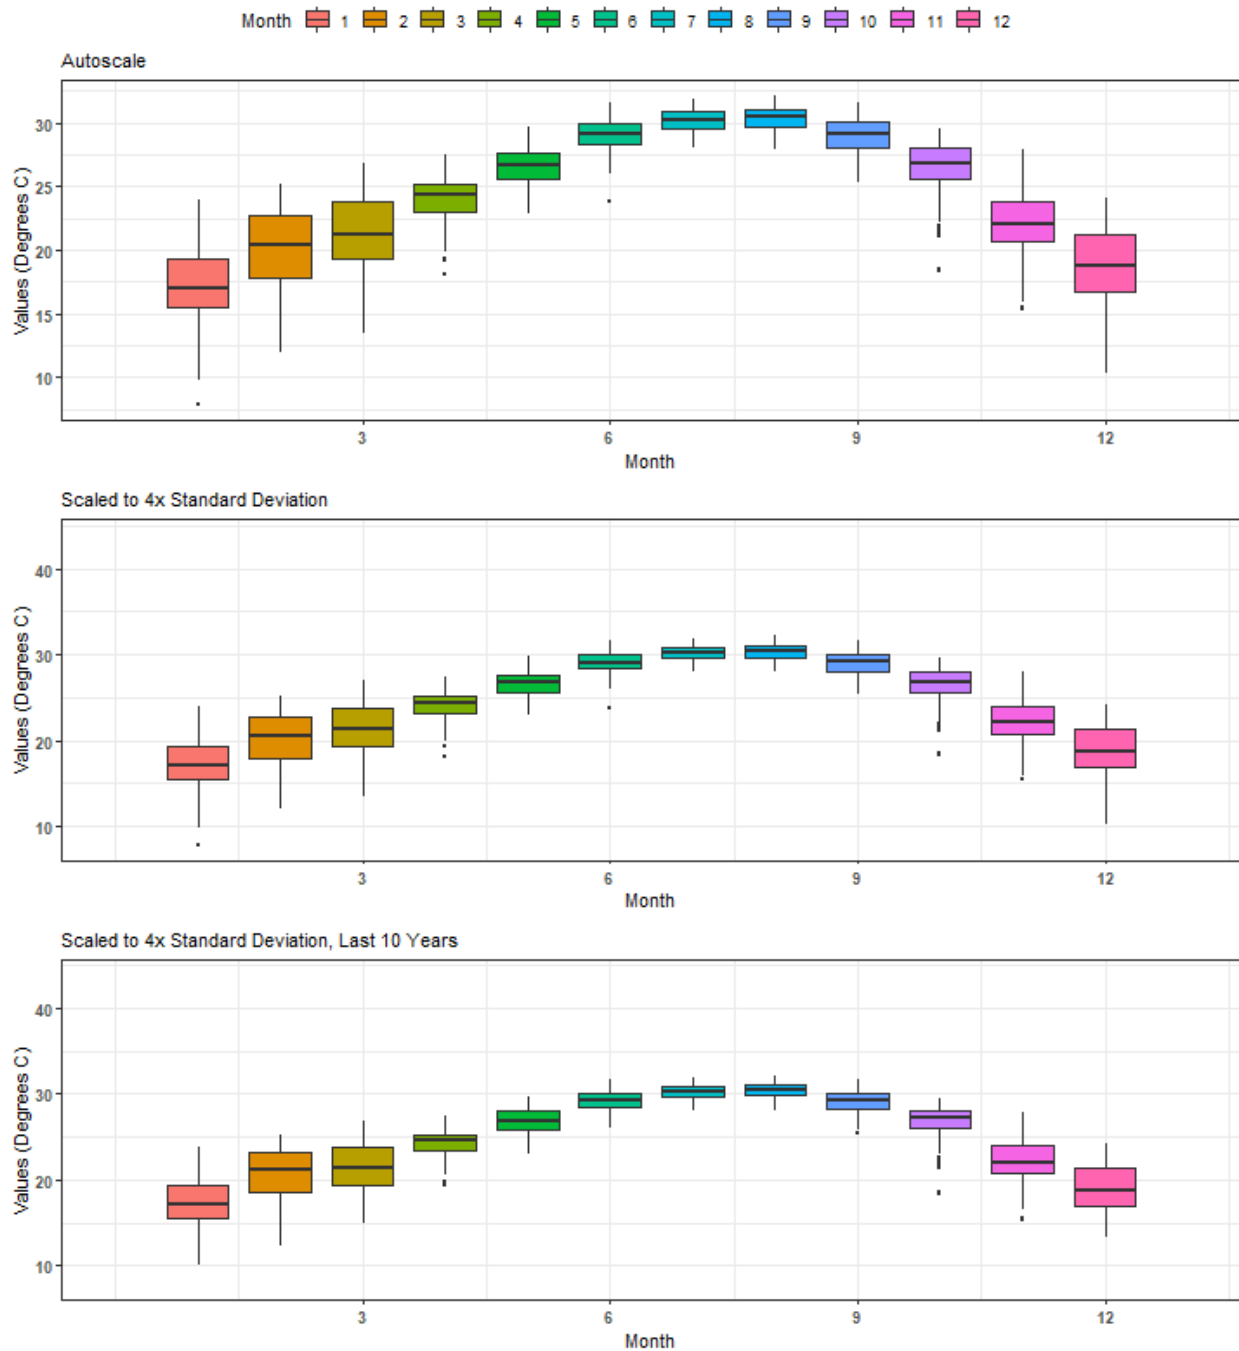 Month 1 2 3 4 5 6 7 8 9 10 11 12
Autoscale
Values (Degrees C)
30
25
20
15
10
3 6 9 12
Month
Scaled to 4x Standard Deviation
Values (Degrees C)
40
30
20
10
3 6 9 12
Month
Scaled to 4x Standard Deviation, Last 10 Years
Values (Degrees C)
40
30
20
10
3 6 9 12
Month